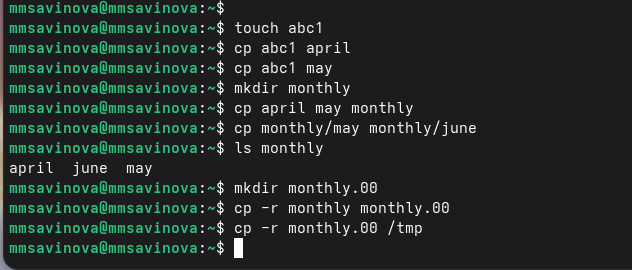 mmsavinova@mmsavinova:~$
mmsavinova@mmsavinova:~$ touch abc1
mmsavinova@mmsavinova:~$ cp abc1 april
mmsavinova@mmsavinova:~$ cp abc1 may
mmsavinova@mmsavinova:~$ mkdir monthly
mmsavinova@mmsavinova:~$ cp april may monthly
mmsavinova@mmsavinova:~$ cp monthly/may monthly/june
mmsavinova@mmsavinova:~$ ls monthly
april  june  may
mmsavinova@mmsavinova:~$ mkdir monthly.00
mmsavinova@mmsavinova:~$ cp -r monthly monthly.00
mmsavinova@mmsavinova:~$ cp -r monthly.00 /tmp
mmsavinova@mmsavinova:~$